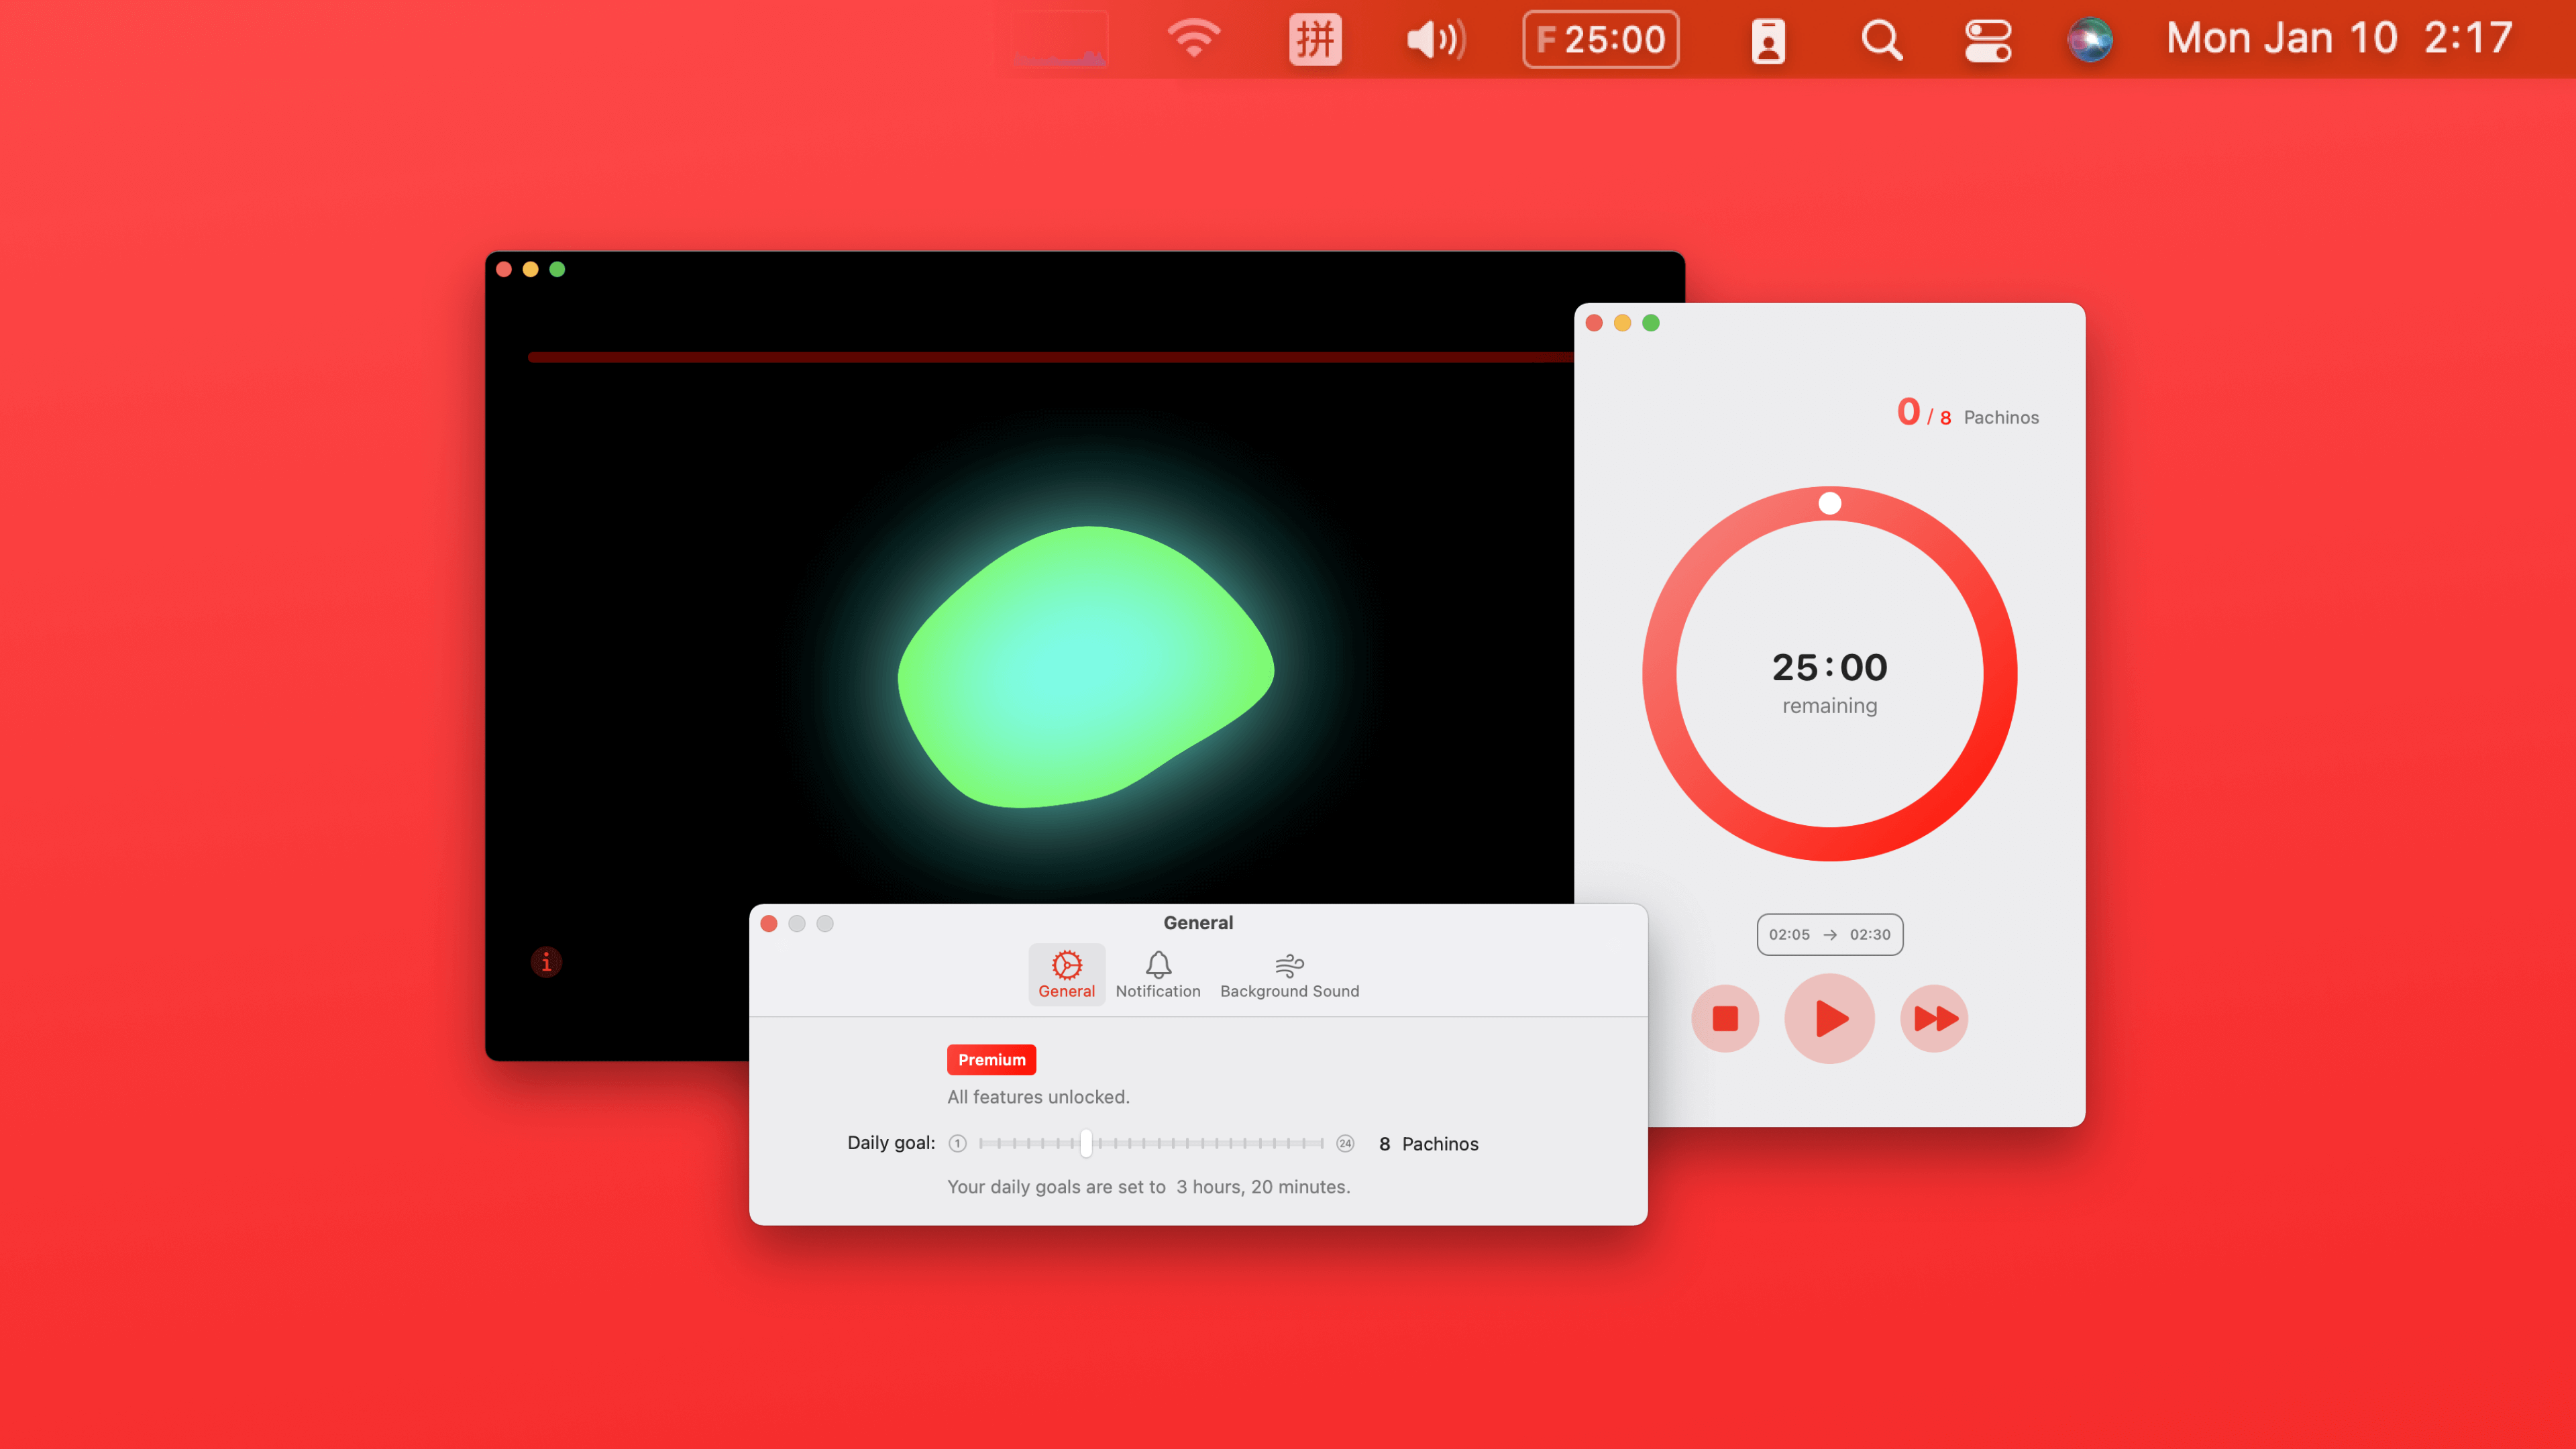 拼 F 25:00 Mon Jan 10 2:17
0 / 8 Pachinos
25:00
remaining
02:05 → 02:30
i
General
General Notification Background Sound
Premium
All features unlocked.
Daily goal: 1 24 8 Pachinos
Your daily goals are set to 3 hours, 20 minutes.